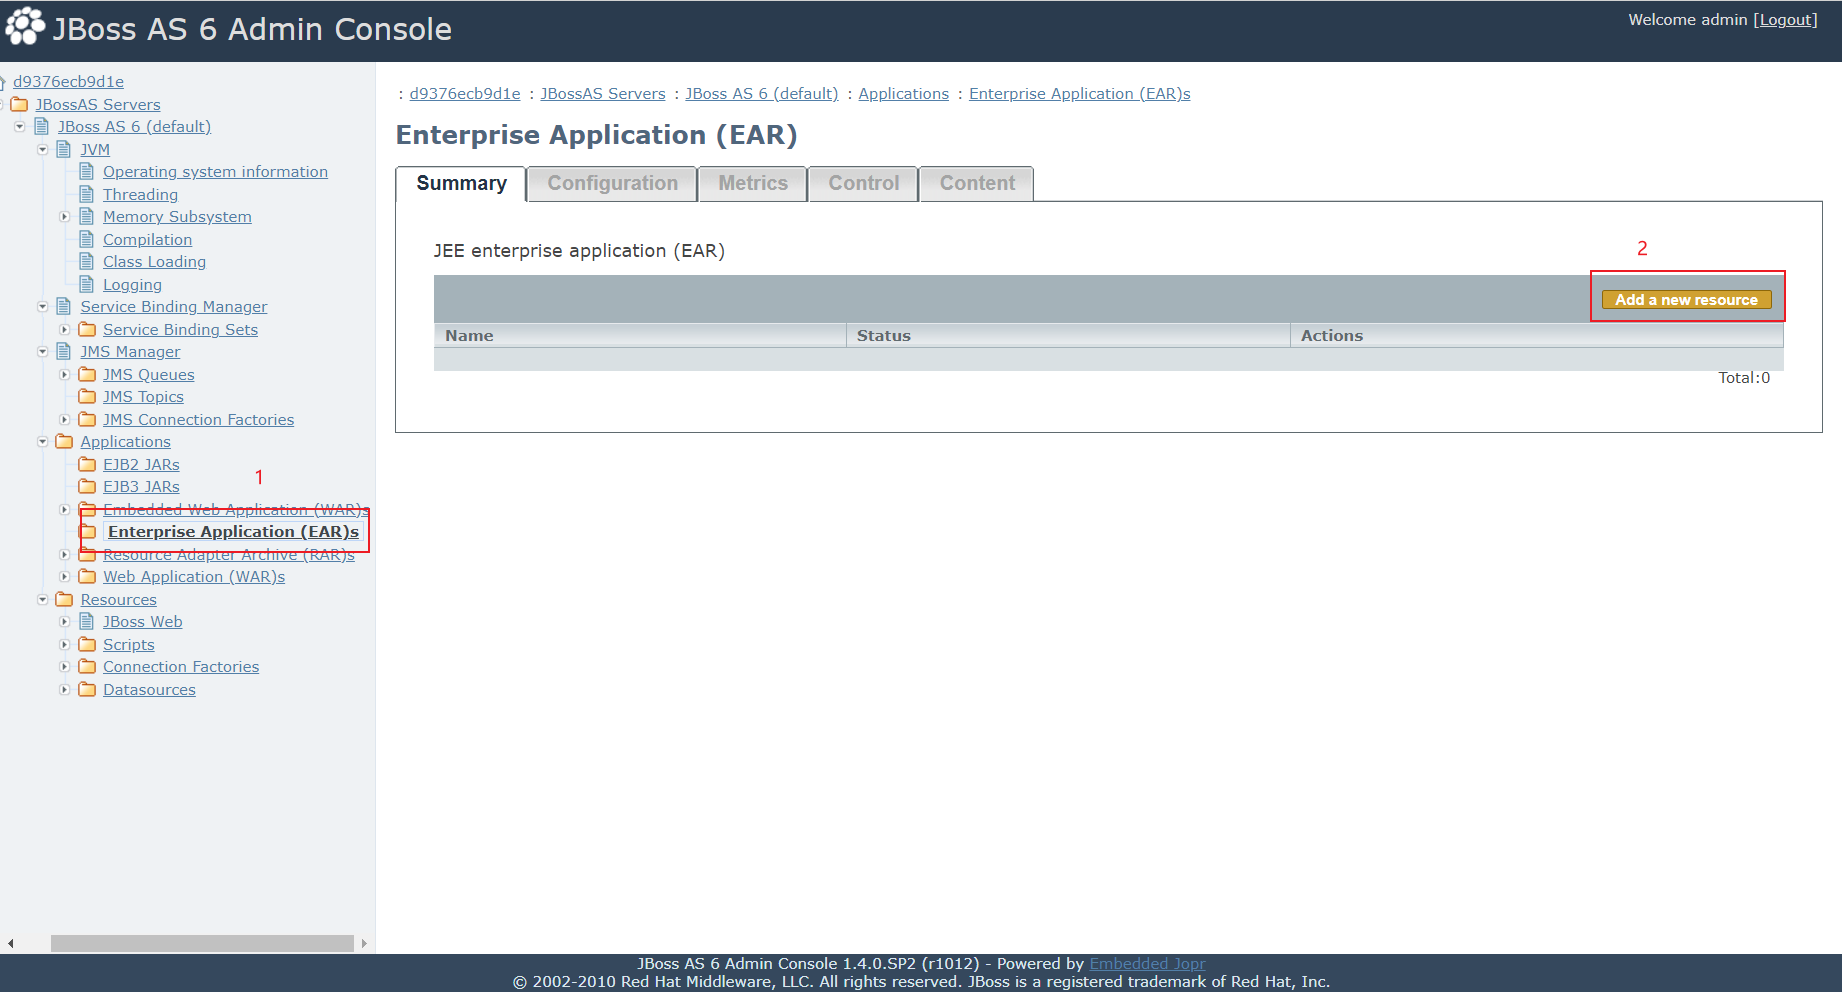 JBoss AS 6 Admin Console
Welcome admin [Logout]
d9376ecb9d1e
JBossAS Servers
JBoss AS 6 (default)
JVM
Operating system information
Threading
Memory Subsystem
Compilation
Class Loading
Logging
Service Binding Manager
Service Binding Sets
JMS Manager
JMS Queues
JMS Topics
JMS Connection Factories
Applications
EJB2 JARs
EJB3 JARs
1
Embedded Web Application (WAR)s
Enterprise Application (EAR)s
Resource Adapter Archive (RAR)s
Web Application (WAR)s
Resources
JBoss Web
Scripts
Connection Factories
Datasources
: d9376ecb9d1e : JBossAS Servers : JBoss AS 6 (default) : Applications : Enterprise Application (EAR)s
Enterprise Application (EAR)
Summary Configuration Metrics Control Content
JEE enterprise application (EAR)
2
Add a new resource
Name Status Actions
Total:0
JBoss AS 6 Admin Console 1.4.0.SP2 (r1012) - Powered by Embedded Jopr
© 2002-2010 Red Hat Middleware, LLC. All rights reserved. JBoss is a registered trademark of Red Hat, Inc.